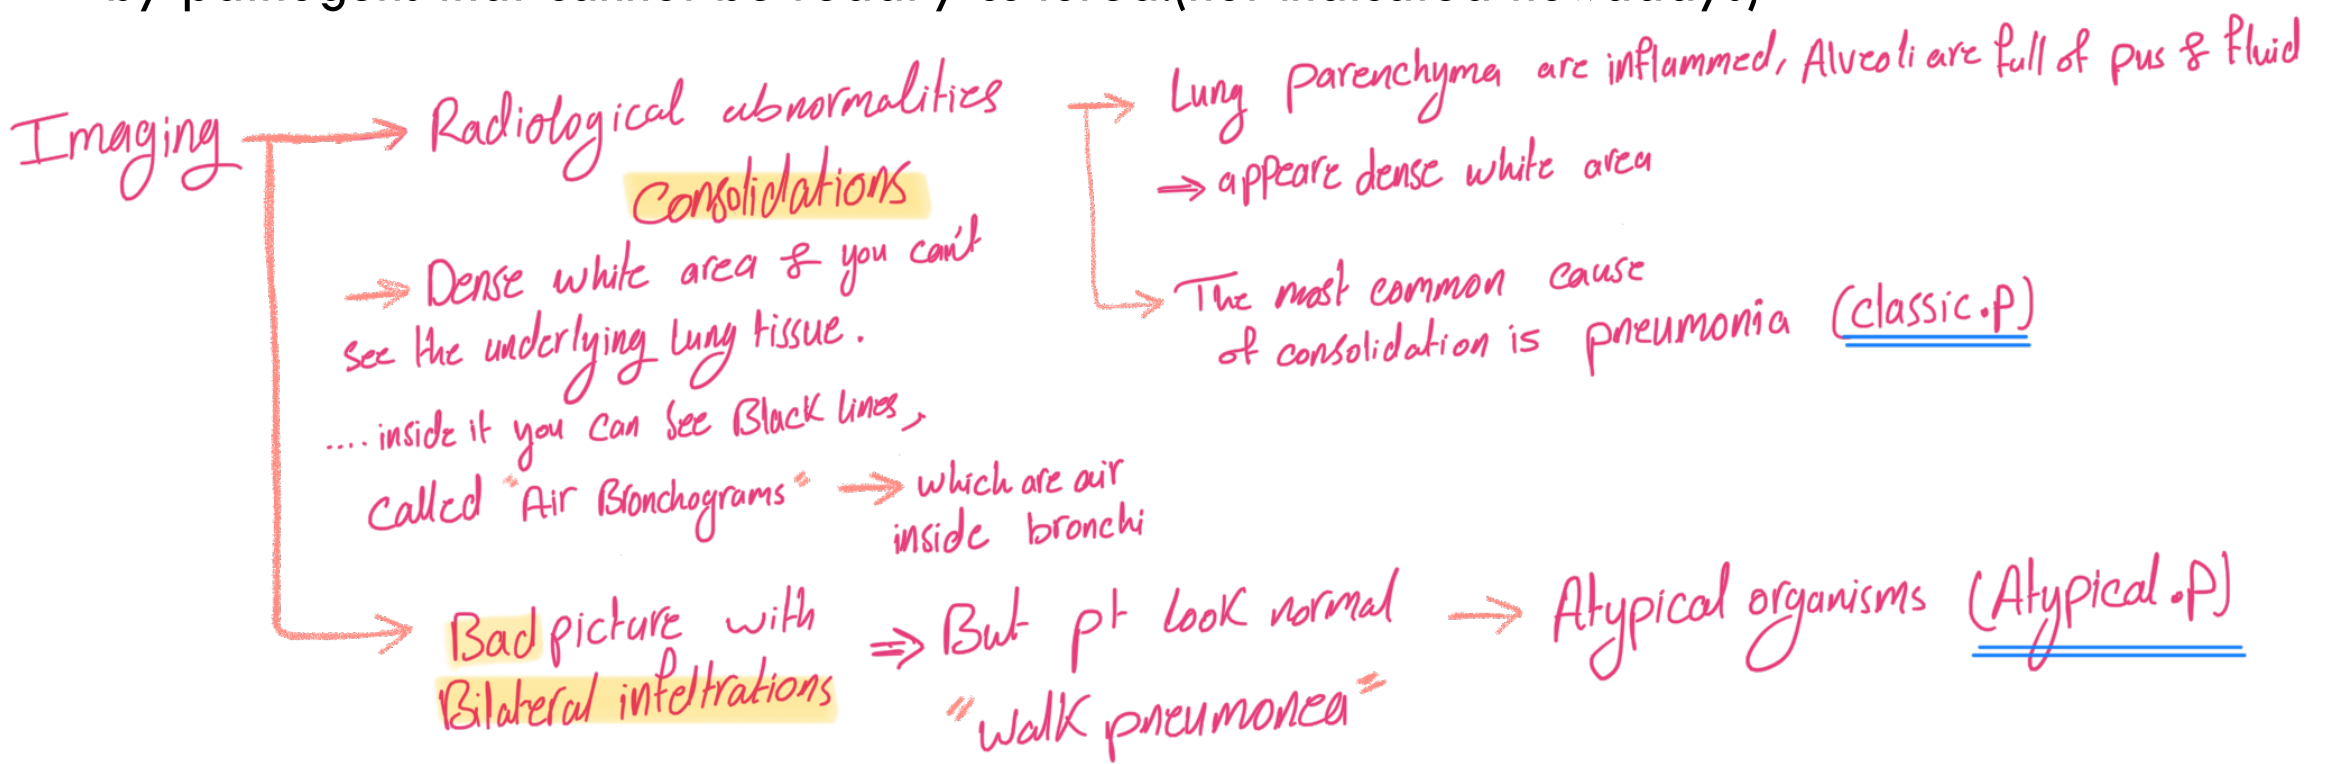 Imaging
Radiological abnormalities
Consolidations
→ Dense white area & you can't
see the underlying lung tissue.
.... inside it you can see Black lines,
called "Air Bronchograms" → which are air
inside bronchi
→ Lung parenchyma are inflammed, Alveoli are full of pus & fluid
⇒ appeare dense white area
→ The most common cause
of consolidation is pneumonia (classic.p)
→ Bad picture with
Bilateral infeltrations
⇒ But pt look normal
"walk pneumonea"
→ Atypical organisms (Atypical.p)